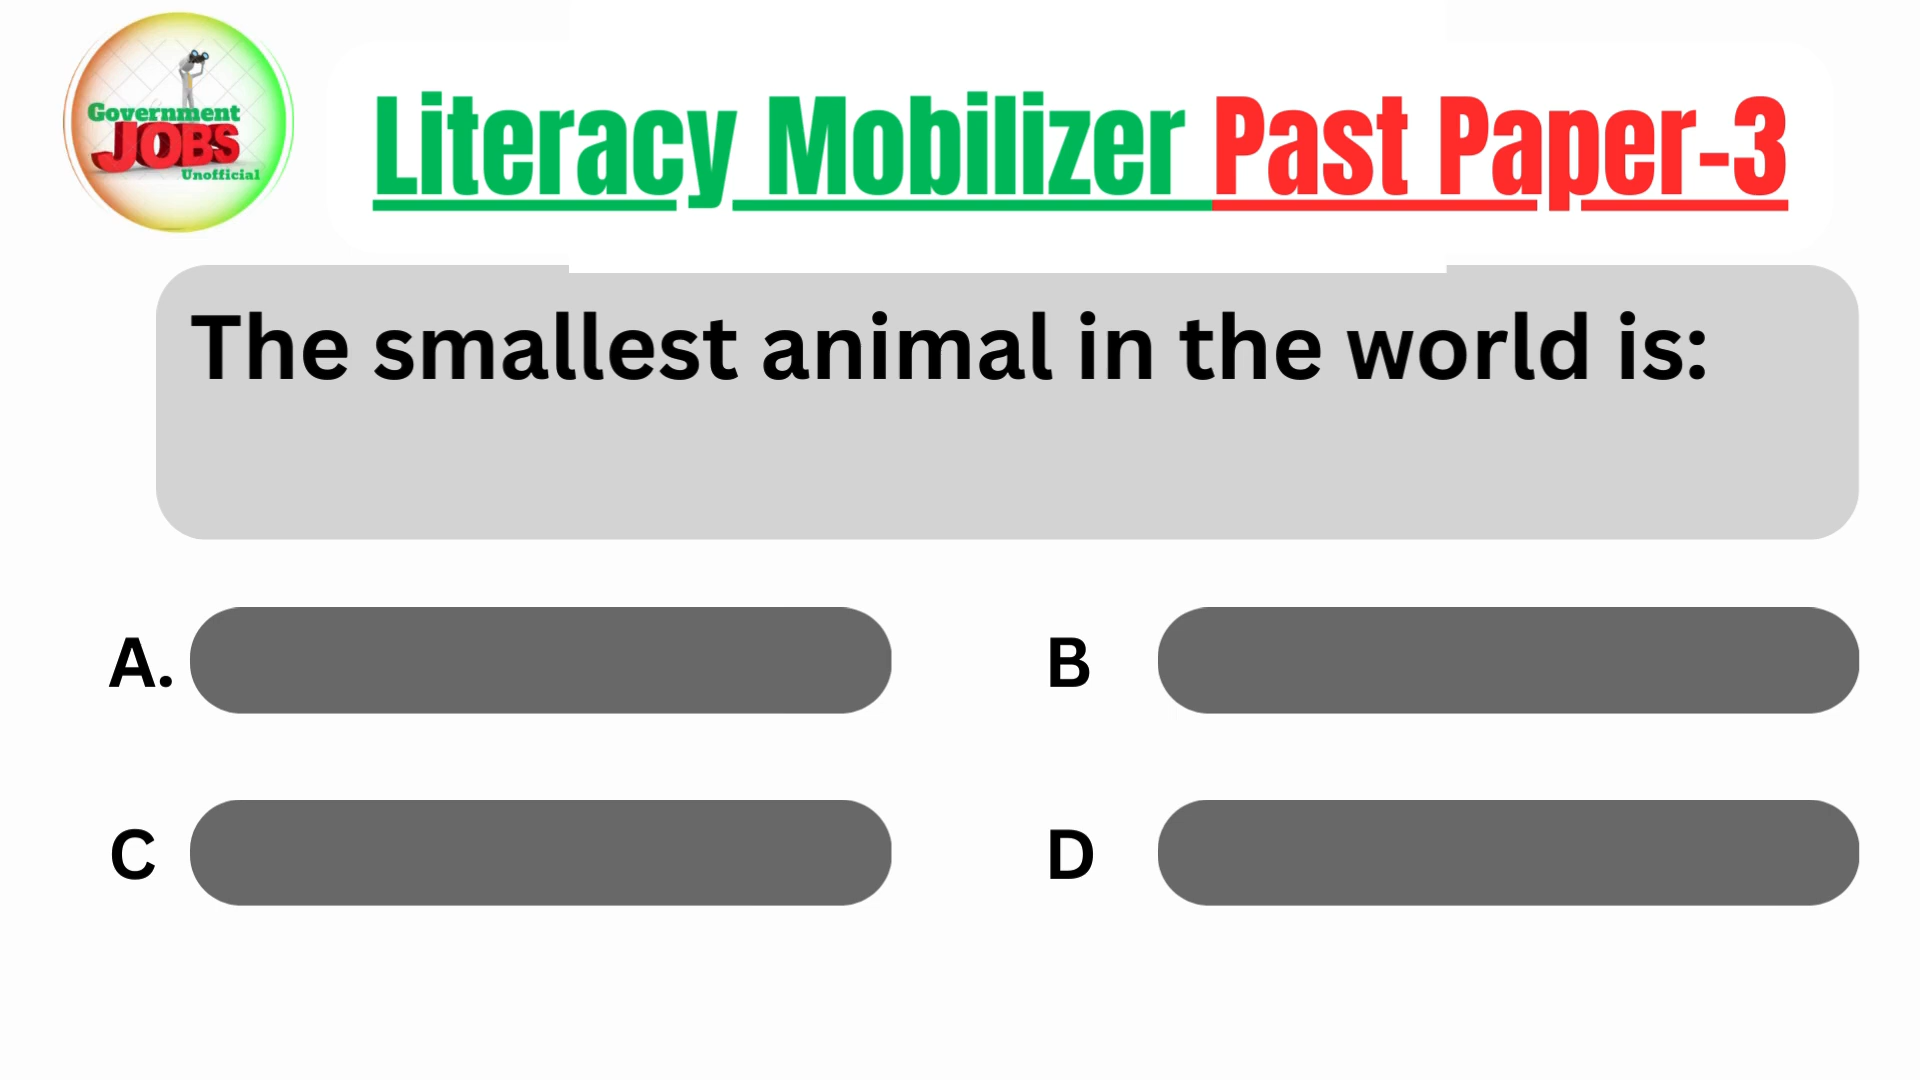 Government
JOBS
Unofficial
Literacy Mobilizer Past Paper-3
The smallest animal in the world is:
A.
B
C
D